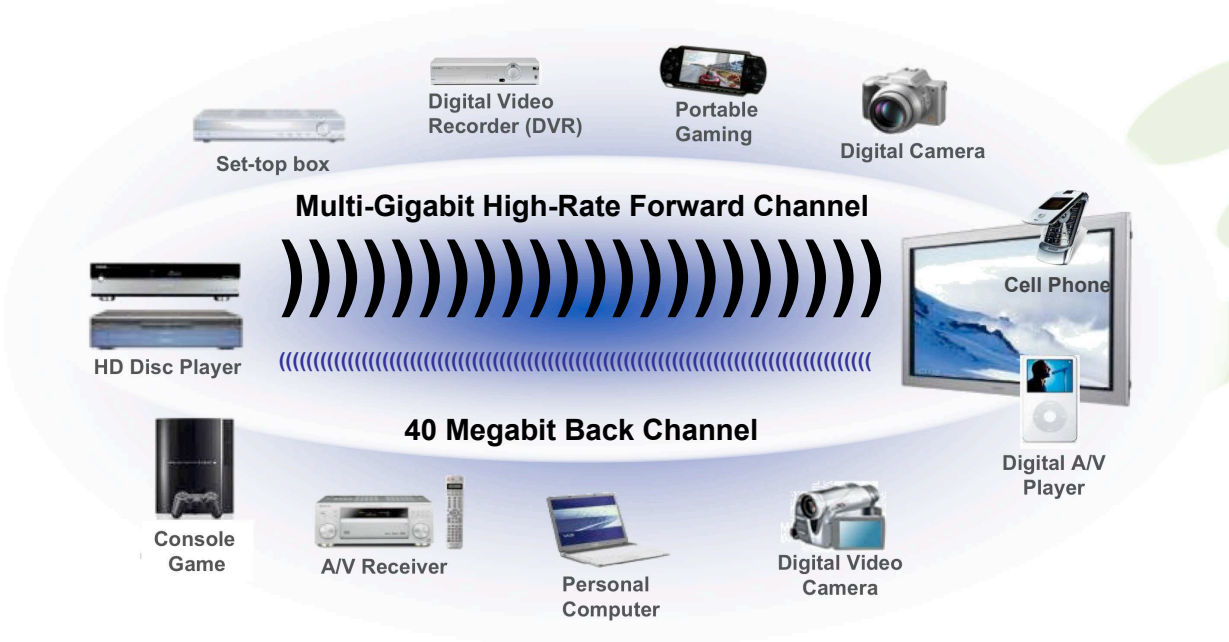 Digital Video
Recorder (DVR)
Portable
Gaming
Digital Camera
Set-top box
Multi-Gigabit High-Rate Forward Channel
Cell Phone
HD Disc Player
40 Megabit Back Channel
Digital A/V
Player
Console
Game
A/V Receiver
Personal
Computer
Digital Video
Camera